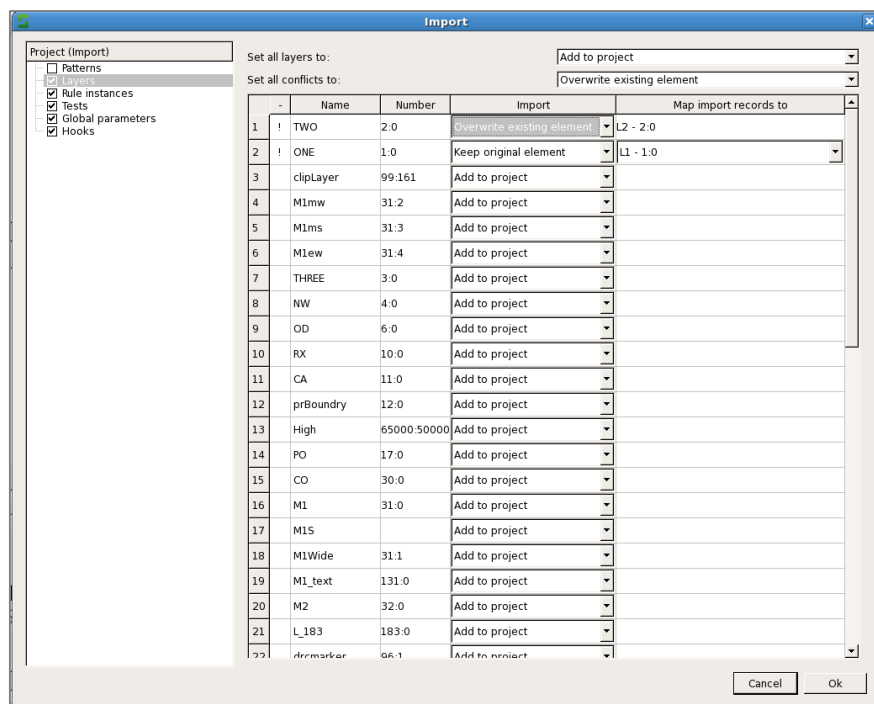 Import
Project (Import)
Patterns
Layers
Rule instances
Tests
Global parameters
Hooks
Set all layers to: Add to project
Set all conflicts to: Overwrite existing element
- Name Number Import Map import records to
1 ! TWO 2:0 Overwrite existing element L2 - 2:0
2 ! ONE 1:0 Keep original element L1 - 1:0
3 clipLayer 99:161 Add to project
4 M1mw 31:2 Add to project
5 M1ms 31:3 Add to project
6 M1ew 31:4 Add to project
7 THREE 3:0 Add to project
8 NW 4:0 Add to project
9 OD 6:0 Add to project
10 RX 10:0 Add to project
11 CA 11:0 Add to project
12 prBoundry 12:0 Add to project
13 High 65000:50000 Add to project
14 PO 17:0 Add to project
15 CO 30:0 Add to project
16 M1 31:0 Add to project
17 M1S Add to project
18 M1Wide 31:1 Add to project
19 M1_text 131:0 Add to project
20 M2 32:0 Add to project
21 L_183 183:0 Add to project
22 drcmarker 96:1 Add to project
Cancel Ok